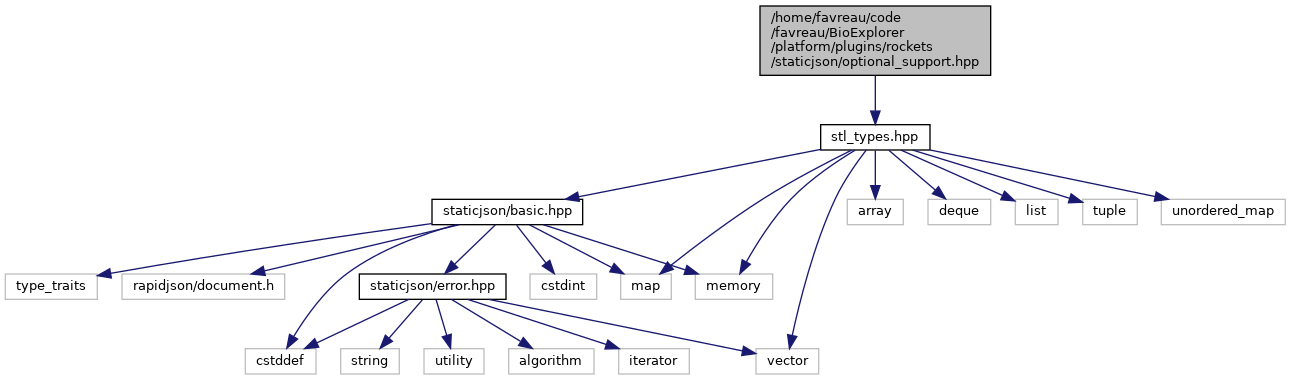 /home/favreau/code
/favreau/BioExplorer
/platform/plugins/rockets
/staticjson/optional_support.hpp
stl_types.hpp
staticjson/basic.hpp
array
deque
list
tuple
unordered_map
type_traits
rapidjson/document.h
staticjson/error.hpp
cstdint
map
memory
cstddef
string
utility
algorithm
iterator
vector